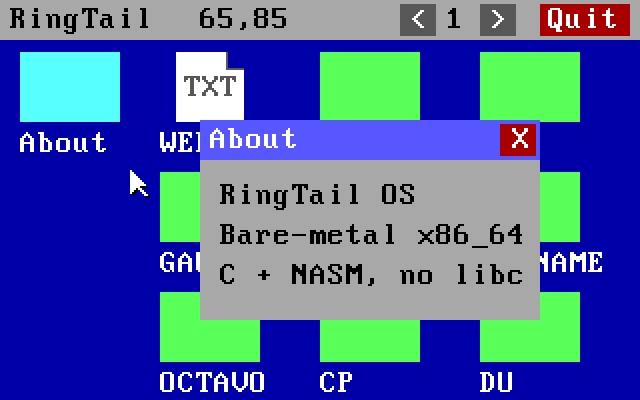 RingTail 65,85 < 1 > Quit
TXT
About
About X
RingTail OS
Bare-metal x86_64
C + NASM, no libc
OCTAVO CP DU